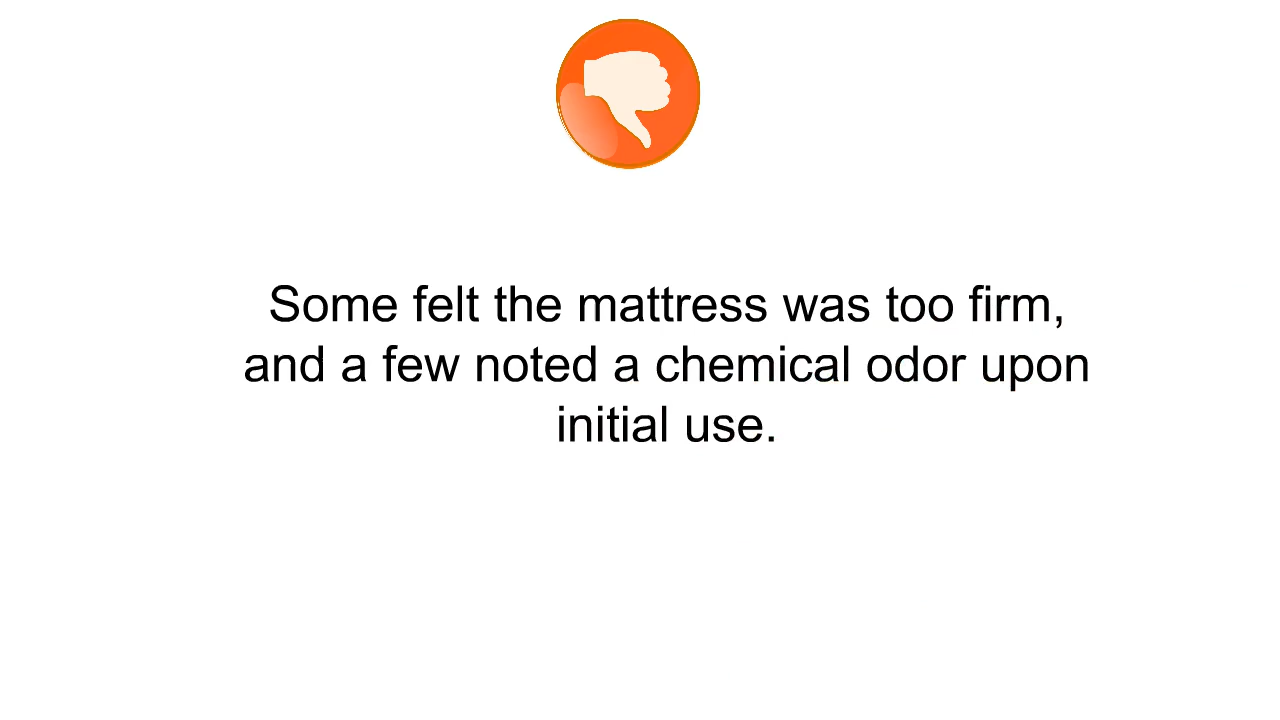 Some felt the mattress was too firm,
and a few noted a chemical odor upon
initial use.